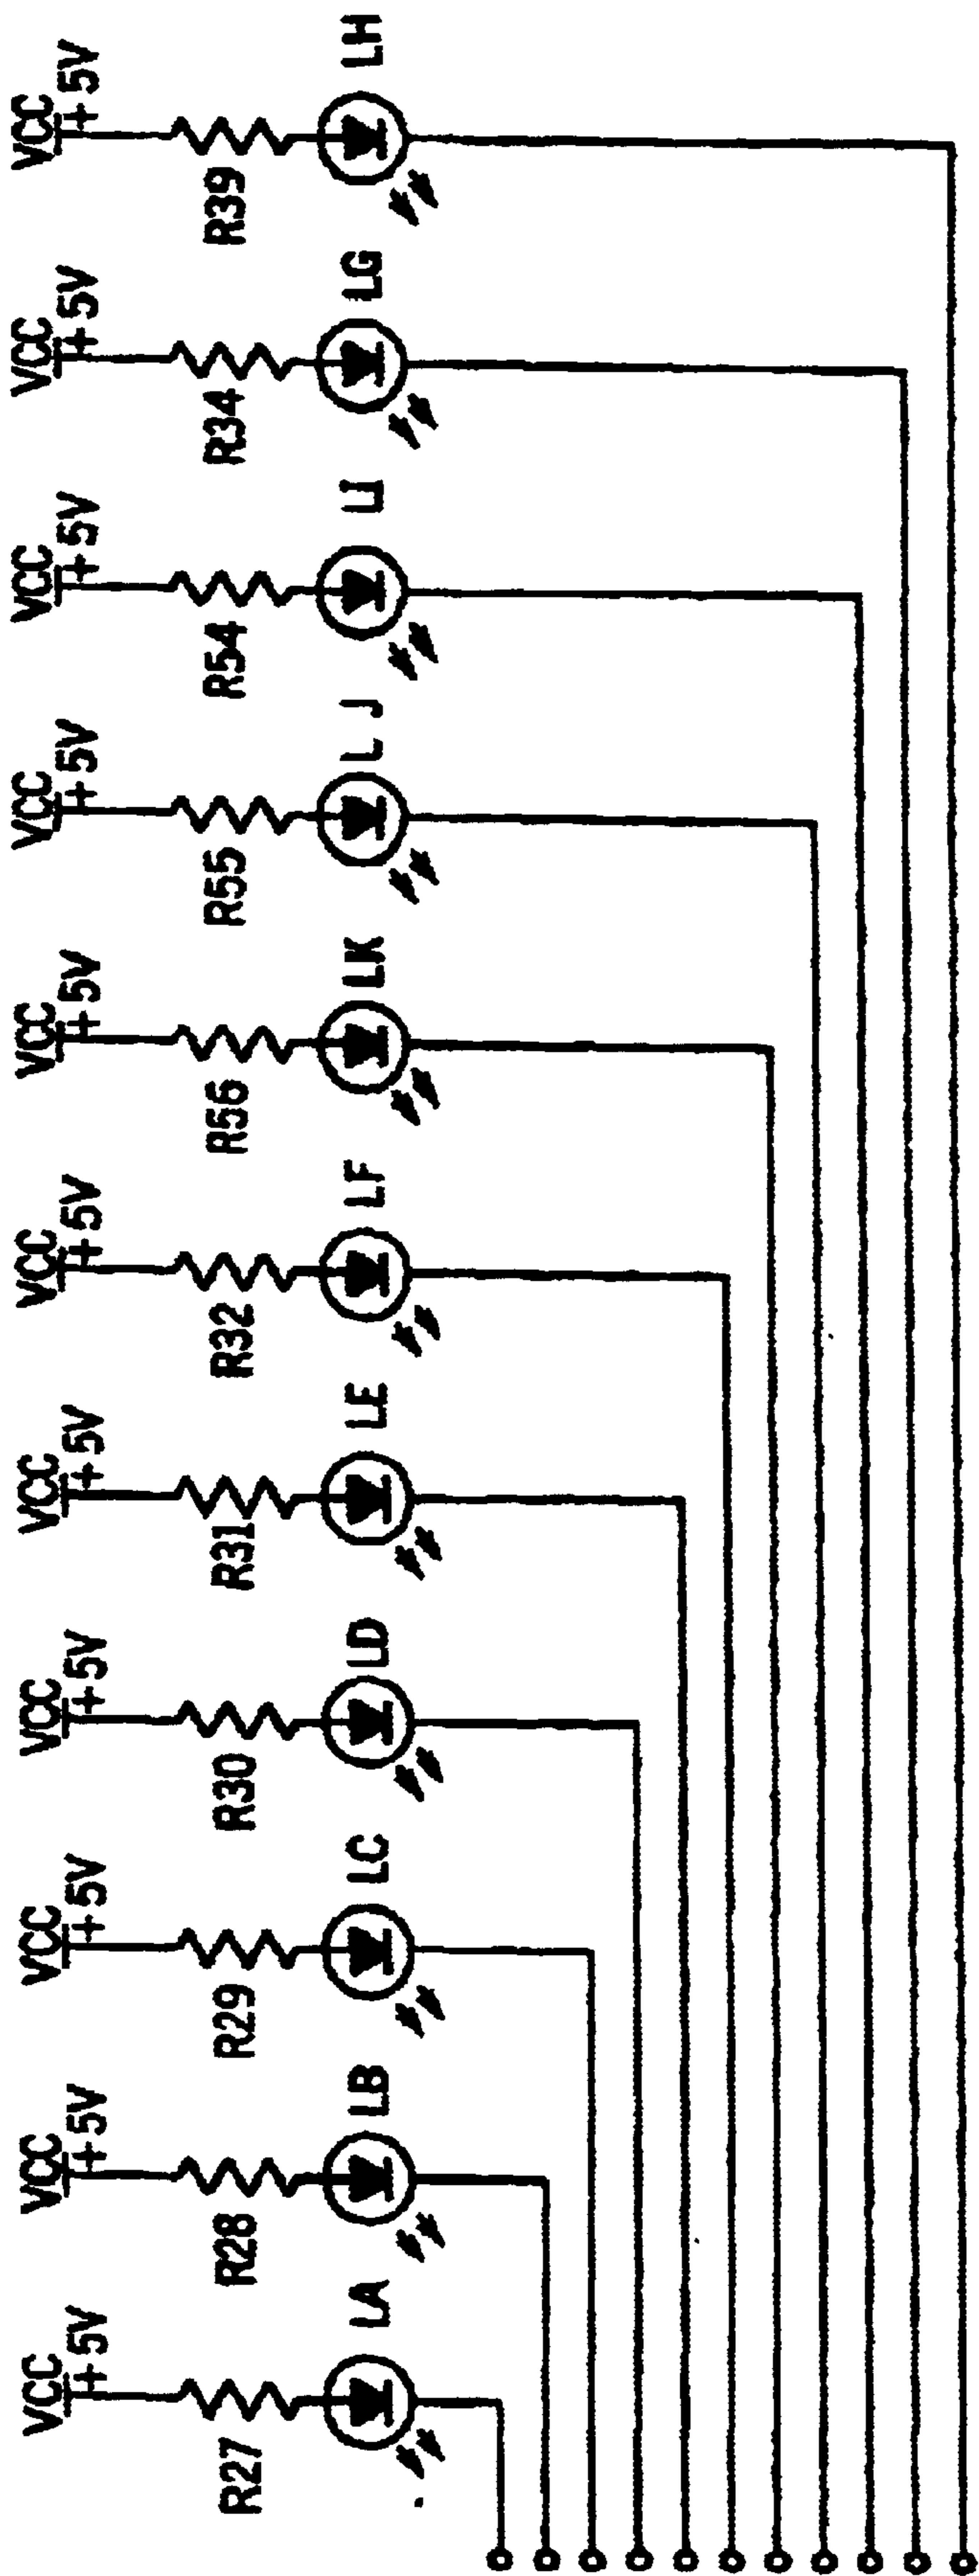 VCC
+5V
R39
LH
VCC
+5V
R34
LG
VCC
+5V
R54
LI
VCC
+5V
R55
L J
VCC
+5V
R56
LK
VCC
+5V
R32
LF
VCC
+5V
R31
LE
VCC
+5V
R30
LD
VCC
+5V
R29
LC
VCC
+5V
R28
LB
VCC
+5V
R27
LA